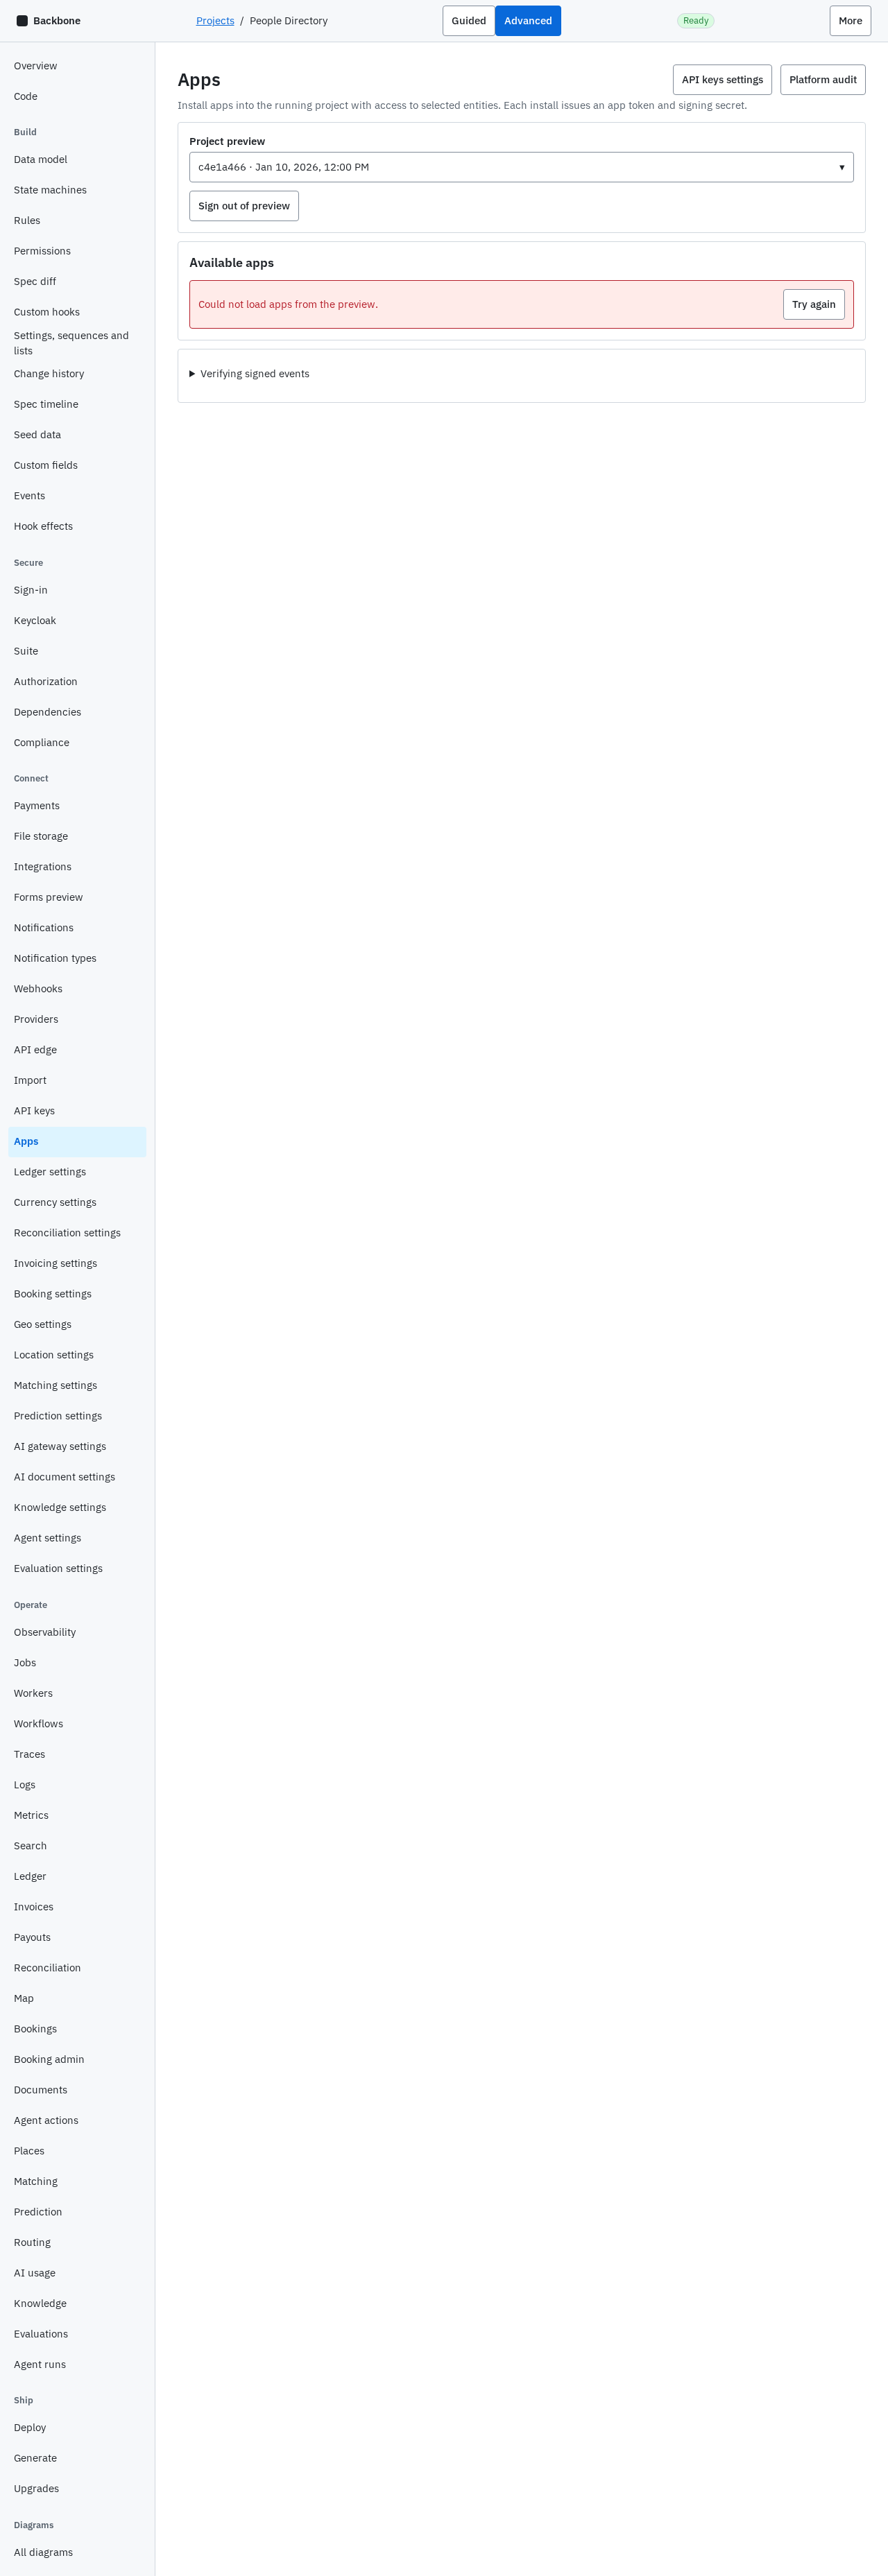 Backbone
Projects / People Directory
Guided
Advanced
Ready
More
Overview
Code
Build
Data model
State machines
Rules
Permissions
Spec diff
Custom hooks
Settings, sequences and
lists
Change history
Spec timeline
Seed data
Custom fields
Events
Hook effects
Secure
Sign-in
Keycloak
Suite
Authorization
Dependencies
Compliance
Connect
Payments
File storage
Integrations
Forms preview
Notifications
Notification types
Webhooks
Providers
API edge
Import
API keys
Apps
Ledger settings
Currency settings
Reconciliation settings
Invoicing settings
Booking settings
Geo settings
Location settings
Matching settings
Prediction settings
AI gateway settings
AI document settings
Knowledge settings
Agent settings
Evaluation settings
Operate
Observability
Jobs
Workers
Workflows
Traces
Logs
Metrics
Search
Ledger
Invoices
Payouts
Reconciliation
Map
Bookings
Booking admin
Documents
Agent actions
Places
Matching
Prediction
Routing
AI usage
Knowledge
Evaluations
Agent runs
Ship
Deploy
Generate
Upgrades
Diagrams
All diagrams
Apps
API keys settings
Platform audit
Install apps into the running project with access to selected entities. Each install issues an app token and signing secret.
Project preview
c4e1a466 · Jan 10, 2026, 12:00 PM
Sign out of preview
Available apps
Could not load apps from the preview.
Try again
Verifying signed events